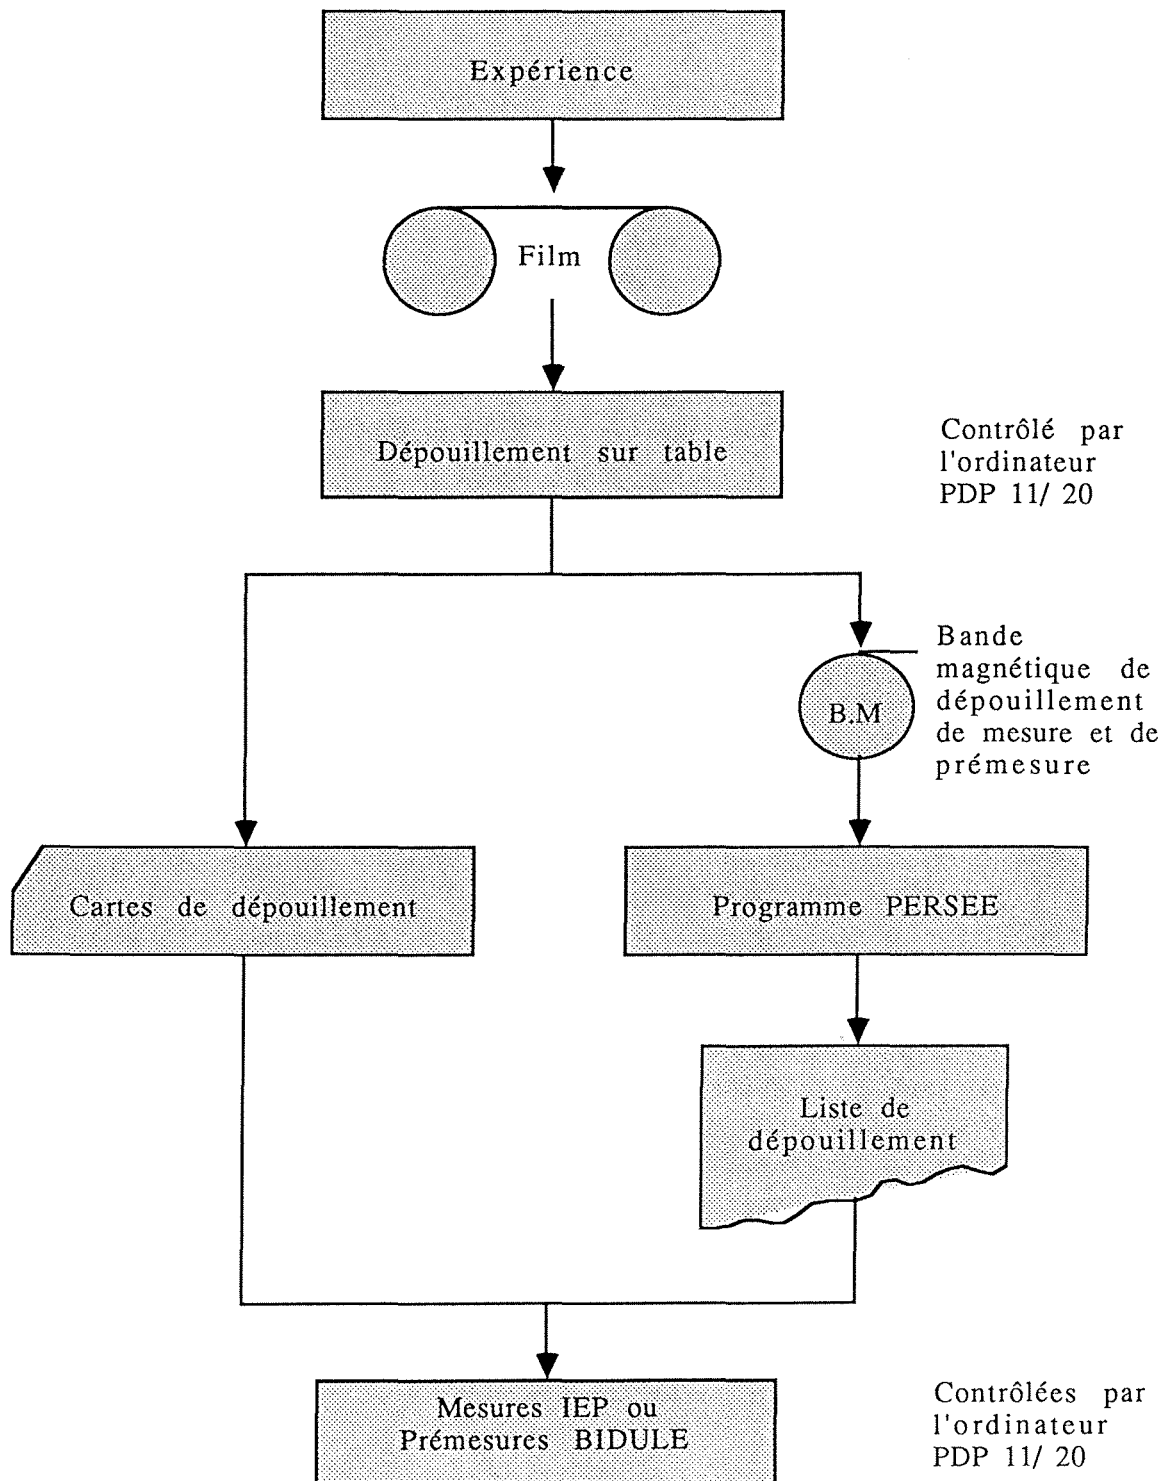 Expérience
Film
Dépouillement sur table
Contrôlé par
l'ordinateur
PDP 11/ 20
Bande
magnétique de
dépouillement
de mesure et de
prémesure
B.M
Cartes de dépouillement
Programme PERSEE
Liste de
dépouillement
Mesures IEP ou
Prémesures BIDULE
Contrôlées par
l'ordinateur
PDP 11/ 20